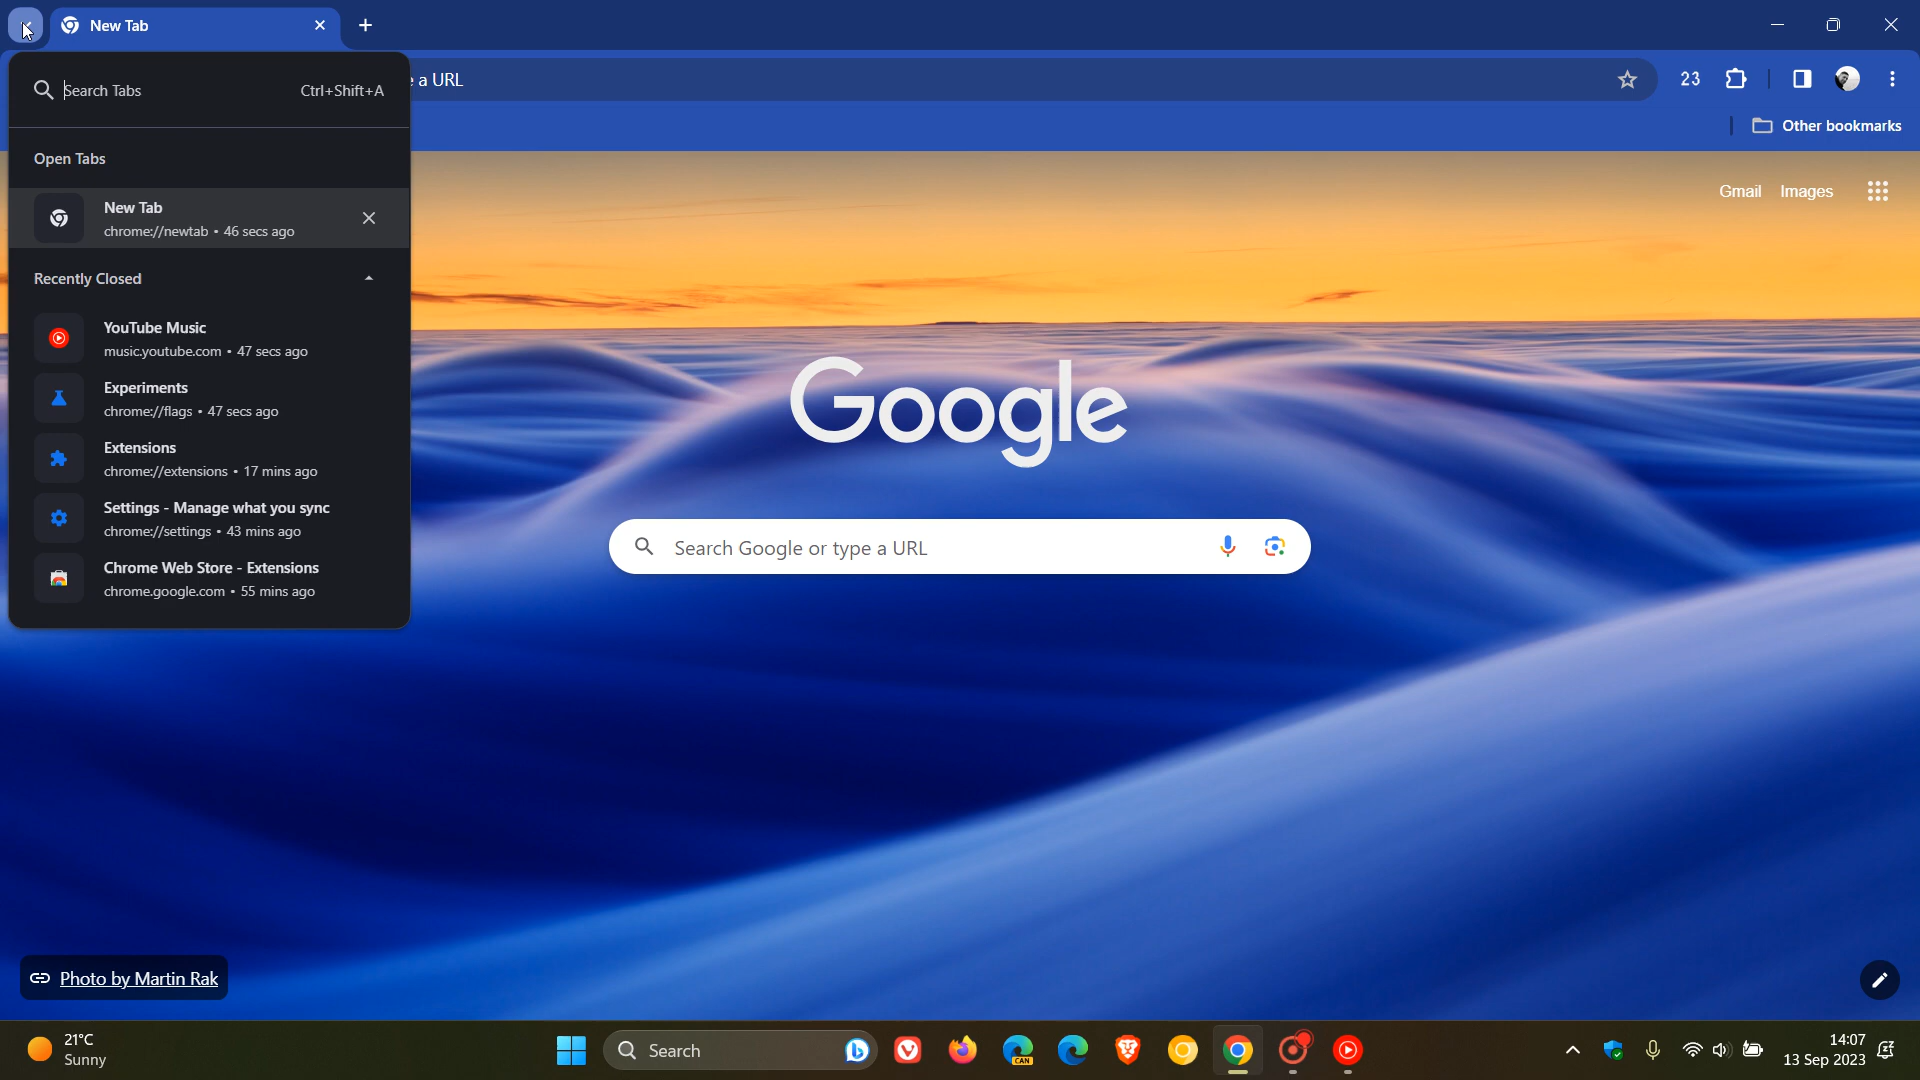 New Tab
Search Tabs Ctrl+Shift+A
e a URL
23
Other bookmarks
Open Tabs
New Tab
chrome://newtab • 46 secs ago
Recently Closed
YouTube Music
music.youtube.com • 47 secs ago
Experiments
chrome://flags • 47 secs ago
Extensions
chrome://extensions • 17 mins ago
Settings - Manage what you sync
chrome://settings • 43 mins ago
Chrome Web Store - Extensions
chrome.google.com • 55 mins ago
Gmail Images
Google
Search Google or type a URL
Photo by Martin Rak
21°C
Sunny
Search
CAN
14:07
13 Sep 2023